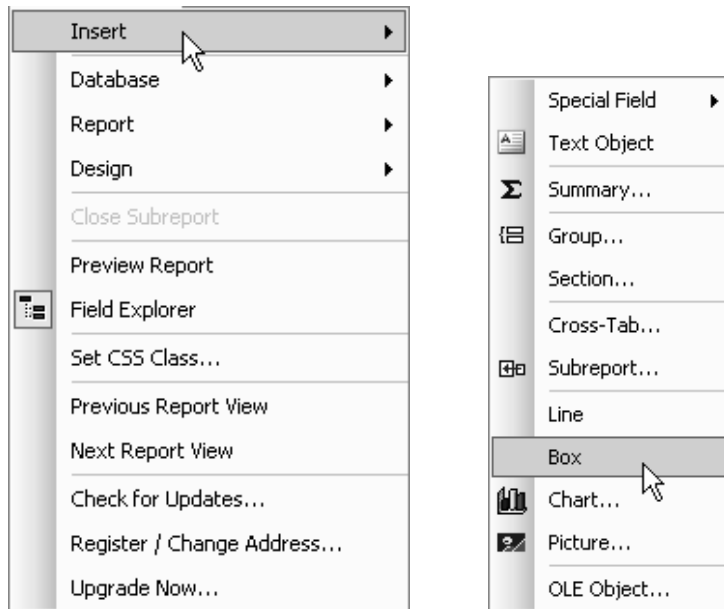 Insert
Database
Report
Design
Close Subreport
Preview Report
Field Explorer
Set CSS Class...
Previous Report View
Next Report View
Check for Updates...
Register / Change Address...
Upgrade Now...
Special Field
Text Object
Summary...
Group...
Section...
Cross-Tab...
Subreport...
Line
Box
Chart...
Picture...
OLE Object...